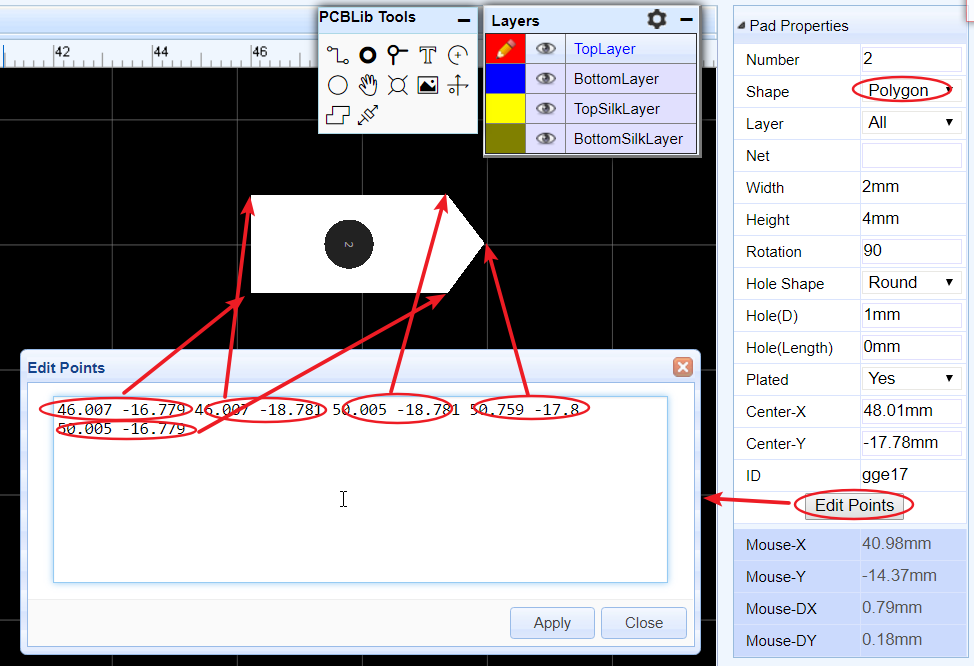 42
44
46
PCBLib Tools
T
Layers
TopLayer
BottomLayer
TopSilkLayer
BottomSilkLayer
2
Edit Points
46.007 -16.779 46.007 -18.781 50.005 -18.781 50.759 -17.8
50.005 -16.779
Apply
Close
Pad Properties
Number 2
Shape Polygon
Layer All
Net
Width 2mm
Height 4mm
Rotation 90
Hole Shape Round
Hole(D) 1mm
Hole(Length) 0mm
Plated Yes
Center-X 48.01mm
Center-Y -17.78mm
ID gge17
Edit Points
Mouse-X 40.98mm
Mouse-Y -14.37mm
Mouse-DX 0.79mm
Mouse-DY 0.18mm